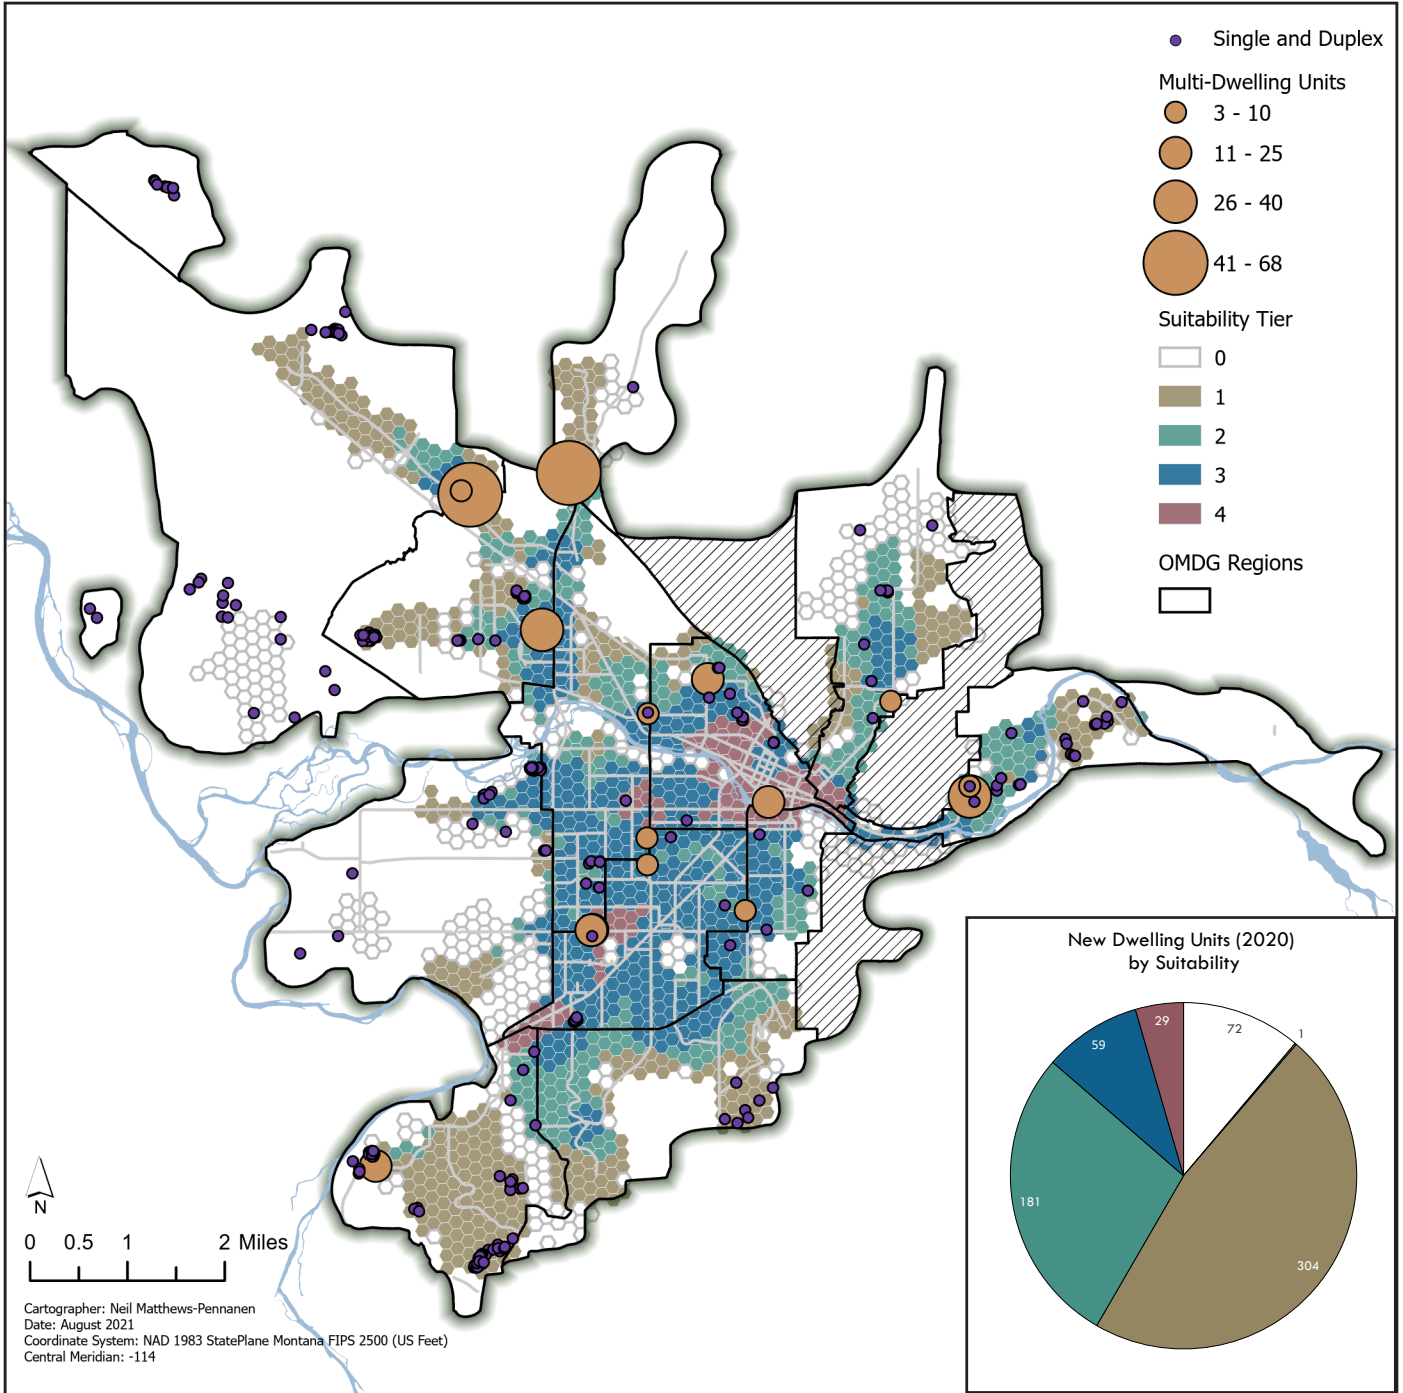 Single and Duplex
Multi-Dwelling Units
3 - 10
11 - 25
26 - 40
41 - 68
Suitability Tier
0
1
2
3
4
OMDG Regions
New Dwelling Units (2020)
by Suitability
29
72
1
59
181
304
N
0 0.5 1 2 Miles
Cartographer: Neil Matthews-Pennanen
Date: August 2021
Coordinate System: NAD 1983 StatePlane Montana FIPS 2500 (US Feet)
Central Meridian: -114